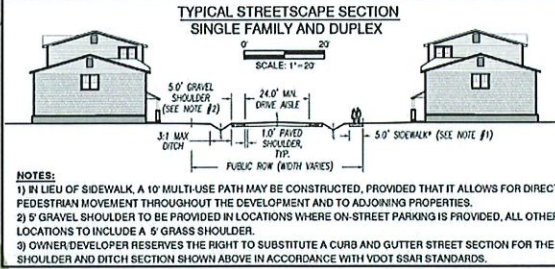 TYPICAL STREETSCAPE SECTION
SINGLE FAMILY AND DUPLEX
0' 20'
SCALE: 1"=20'
5.0' GRAVEL
SHOULDER
(SEE NOTE #2)
24.0' MIN.
DRIVE AISLE
3:1 MAX
DITCH
1.0' PAVED
SHOULDER,
TYP.
5.0' SIDEWALK* (SEE NOTE #1)
PUBLIC ROW (WIDTH VARIES)
NOTES:
1) IN LIEU OF SIDEWALK, A 10' MULTI-USE PATH MAY BE CONSTRUCTED, PROVIDED THAT IT ALLOWS FOR DIRECT
PEDESTRIAN MOVEMENT THROUGHOUT THE DEVELOPMENT AND TO ADJOINING PROPERTIES.
2) 5' GRAVEL SHOULDER TO BE PROVIDED IN LOCATIONS WHERE ON-STREET PARKING IS PROVIDED, ALL OTHER
LOCATIONS TO INCLUDE A 5' GRASS SHOULDER.
3) OWNER/DEVELOPER RESERVES THE RIGHT TO SUBSTITUTE A CURB AND GUTTER STREET SECTION FOR THE
SHOULDER AND DITCH SECTION SHOWN ABOVE IN ACCORDANCE WITH VDOT SSAR STANDARDS.